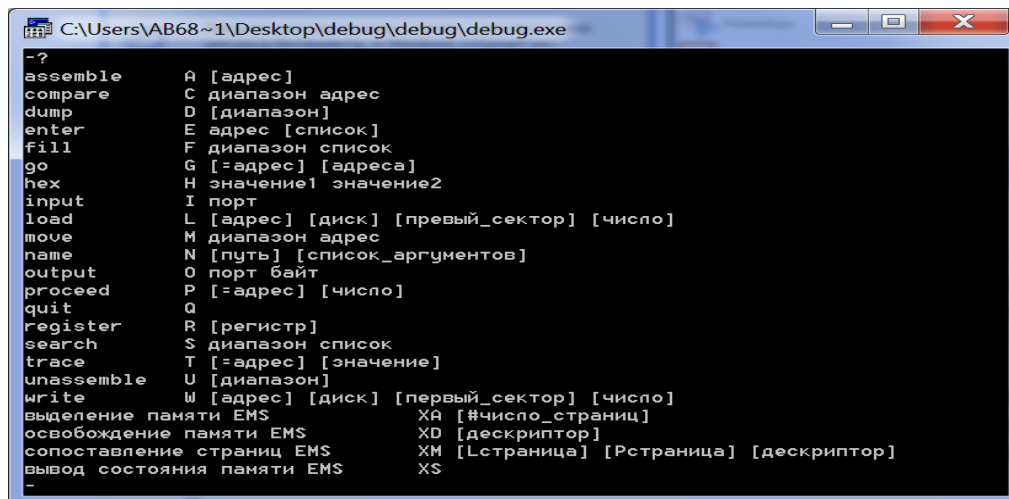 C:\Users\AB68~1\Desktop\debug\debug\debug.exe
-?
assemble A [адрес]
compare C диапазон адрес
dump D [диапазон]
enter E адрес [список]
fill F диапазон список
go G [=адрес] [адреса]
hex H значение1 значение2
input I порт
load L [адрес] [диск] [превый_сектор] [число]
move M диапазон адрес
name N [путь] [список_аргументов]
output O порт байт
proceed P [=адрес] [число]
quit Q
register R [регистр]
search S диапазон список
trace T [=адрес] [значение]
unassemble U [диапазон]
write W [адрес] [диск] [первый_сектор] [число]
выделение памяти EMS XA [#число_страниц]
освобождение памяти EMS XD [дескриптор]
сопоставление страниц EMS XM [Lстраница] [Pстраница] [дескриптор]
вывод состояния памяти EMS XS
-